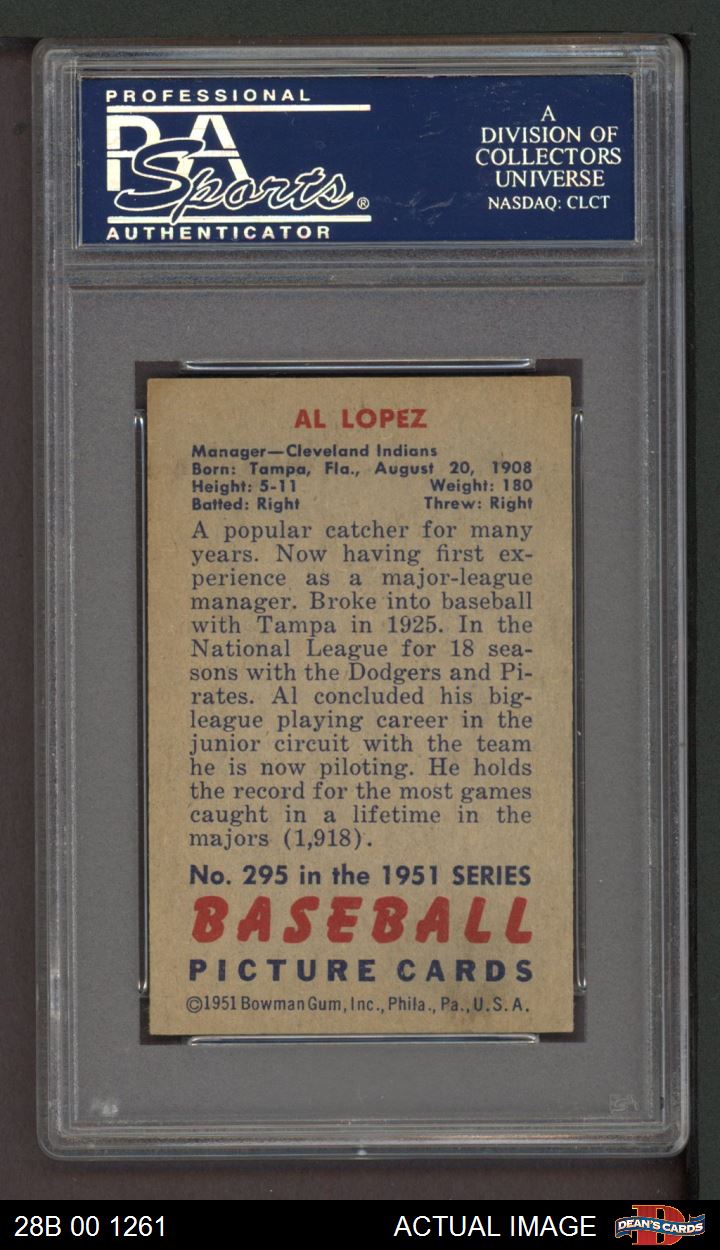 PROFESSIONAL
PSA
Sports®
AUTHENTICATOR
A
DIVISION OF
COLLECTORS
UNIVERSE
NASDAQ: CLCT
AL LOPEZ
Manager—Cleveland Indians
Born: Tampa, Fla., August 20, 1908
Height: 5-11 Weight: 180
Batted: Right Threw: Right
A popular catcher for many
years. Now having first ex-
perience as a major-league
manager. Broke into baseball
with Tampa in 1925. In the
National League for 18 sea-
sons with the Dodgers and Pi-
rates. Al concluded his big-
league playing career in the
junior circuit with the team
he is now piloting. He holds
the record for the most games
caught in a lifetime in the
majors (1,918).
No. 295 in the 1951 SERIES
BASEBALL
PICTURE CARDS
©1951 Bowman Gum, Inc., Phila., Pa., U.S.A.
28B 00 1261 ACTUAL IMAGE DEAN'S CARDS